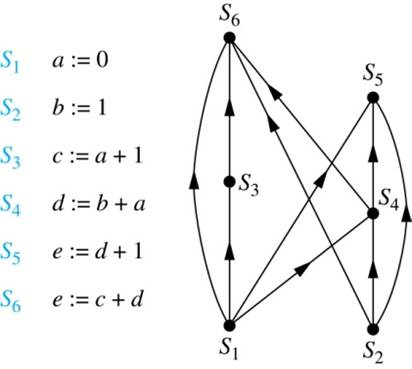 S₁ a := 0
S₂ b := 1
S₃ c := a + 1
S₄ d := b + a
S₅ e := d + 1
S₆ e := c + d
S₆
S₅
S₃
S₄
S₁
S₂